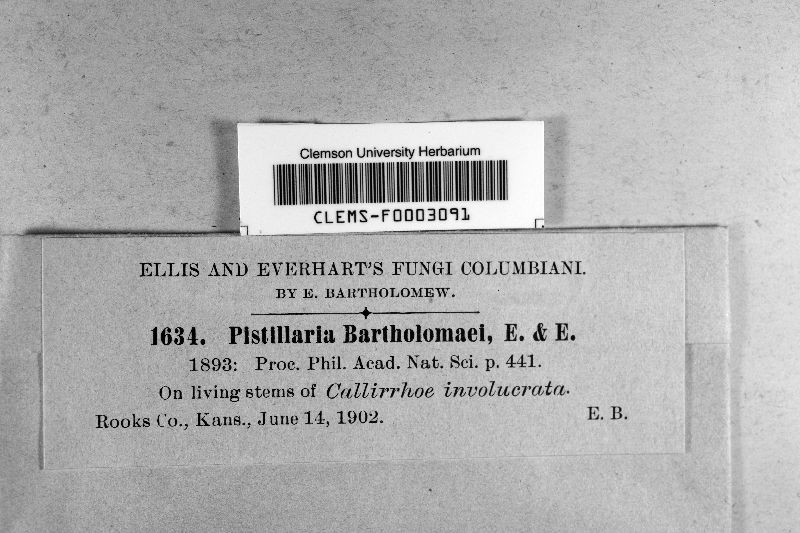 Clemson University Herbarium
CLEMS-F0003091
ELLIS AND EVERHART'S FUNGI COLUMBIANI.
BY E. BARTHOLOMEW.
1634. Pistillaria Bartholomaei, E. & E.
1893: Proc. Phil. Acad. Nat. Sci. p. 441.
On living stems of Callirrhoe involucrata.
Rooks Co., Kans., June 14, 1902. E. B.